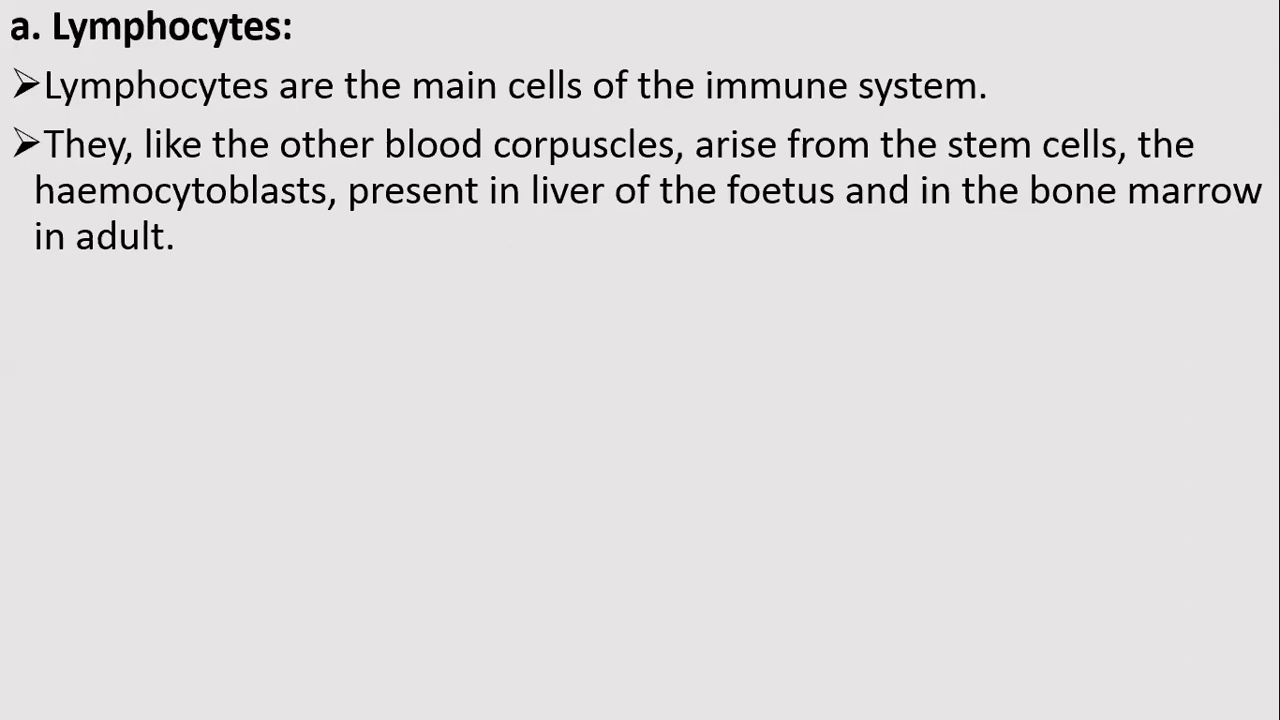 a. Lymphocytes:
➢Lymphocytes are the main cells of the immune system.
➢They, like the other blood corpuscles, arise from the stem cells, the
haemocytoblasts, present in liver of the foetus and in the bone marrow
in adult.